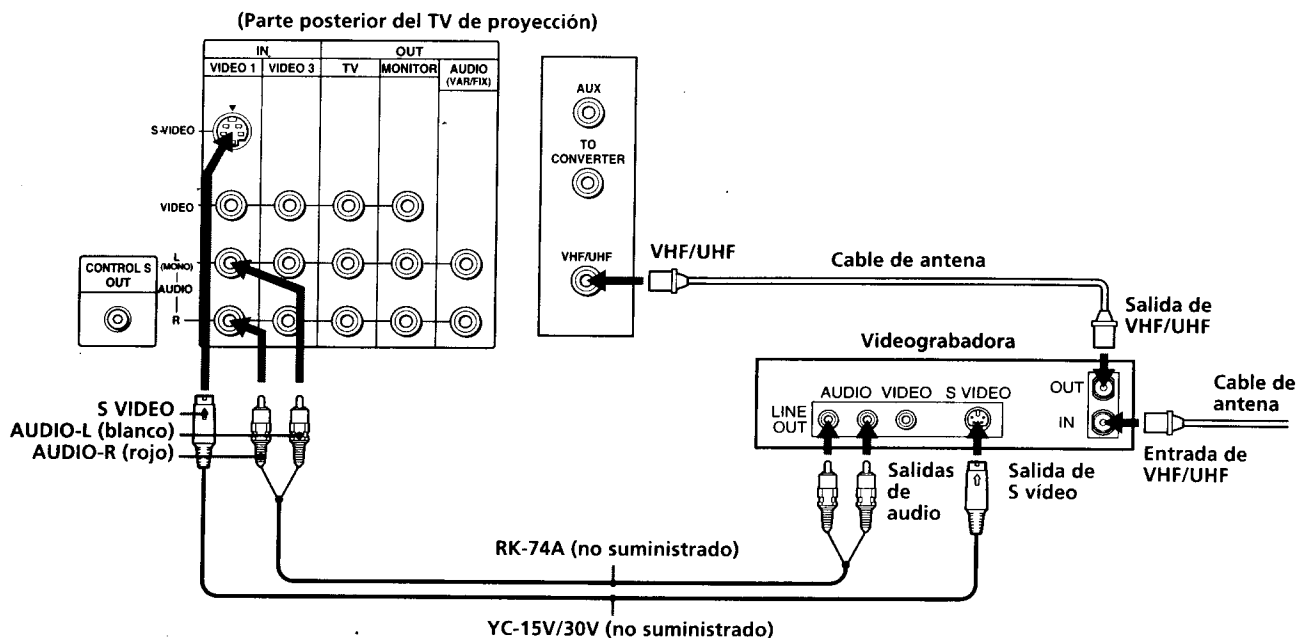 (Parte posterior del TV de proyección)
IN OUT
VIDEO 1 VIDEO 3 TV MONITOR AUDIO
(VAR/FIX)
S-VIDEO
VIDEO
L
(MONO)
AUDIO
R
CONTROL S
OUT
AUX
TO
CONVERTER
VHF/UHF
VHF/UHF
Cable de antena
Salida de
VHF/UHF
Videograbadora
AUDIO VIDEO S VIDEO
LINE
OUT
OUT
IN
Cable de
antena
Entrada de
VHF/UHF
S VIDEO
AUDIO-L (blanco)
AUDIO-R (rojo)
Salidas
de
audio
Salida de
S vídeo
RK-74A (no suministrado)
YC-15V/30V (no suministrado)